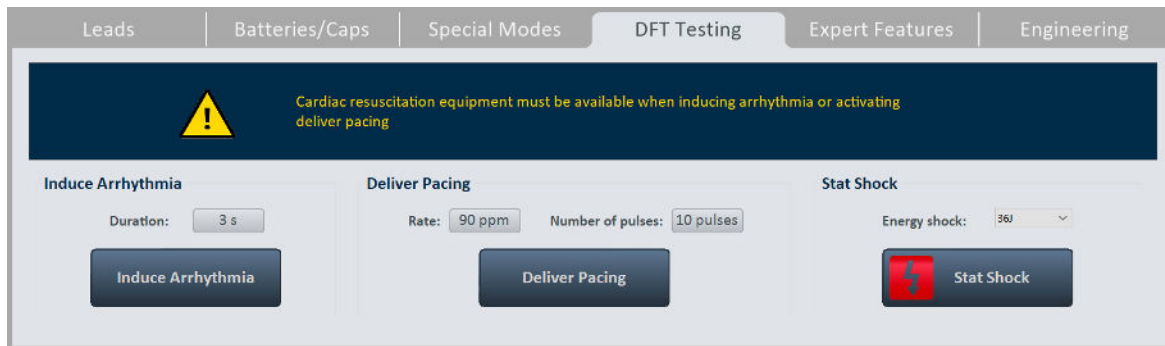 Leads Batteries/Caps Special Modes DFT Testing Expert Features Engineering
!
Cardiac resuscitation equipment must be available when inducing arrhythmia or activating
deliver pacing
Induce Arrhythmia
Duration: 3 s
Induce Arrhythmia
Deliver Pacing
Rate: 90 ppm Number of pulses: 10 pulses
Deliver Pacing
Stat Shock
Energy shock: 36J
Stat Shock